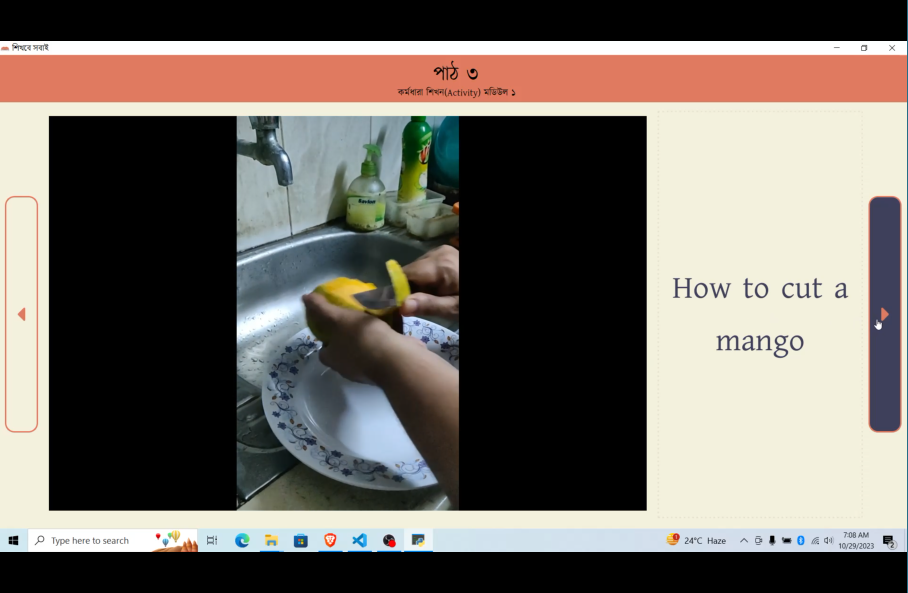 শিখবে সবাই
পাঠ ৩
কর্মধারা শিখন(Activity) মডিউল ১
How to cut a
mango
Type here to search
24°C Haze
7:08 AM
10/29/2023